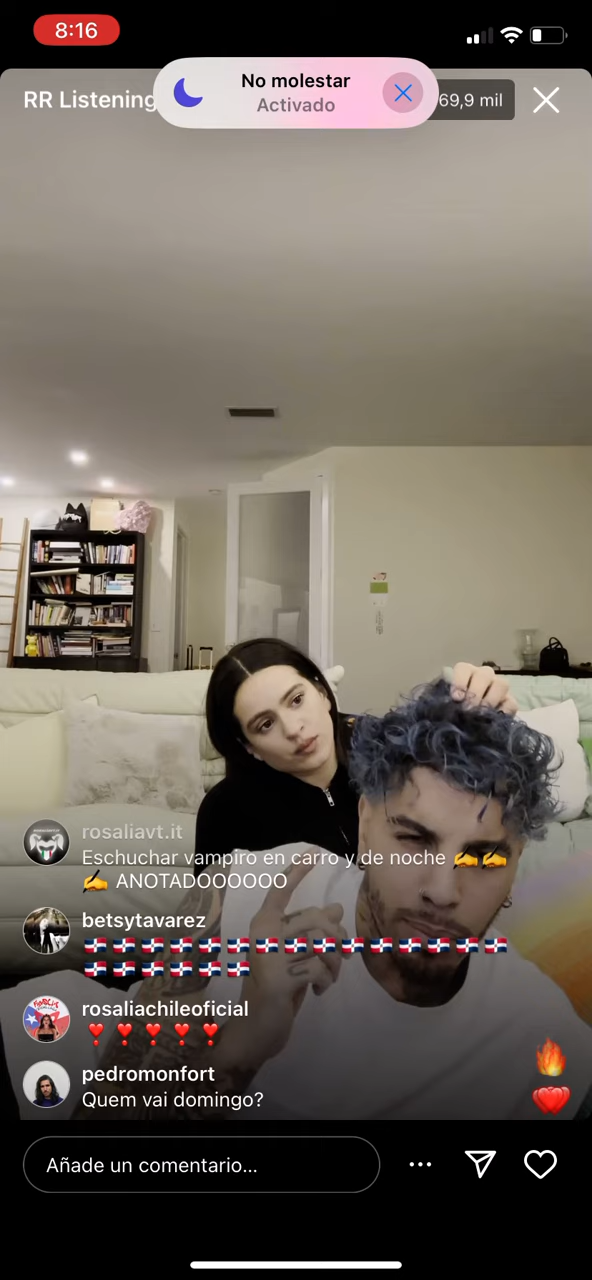 8:16
RR Listening
No molestar
Activado
69,9 mil
rosaliavt.it
Eschuchar vampiro en carro y de noche ✍️✍️
✍️ ANOTADOOOOOO
betsytavarez
🇩🇴🇩🇴🇩🇴🇩🇴🇩🇴🇩🇴🇩🇴🇩🇴🇩🇴🇩🇴🇩🇴🇩🇴🇩🇴🇩🇴🇩🇴
🇩🇴🇩🇴🇩🇴🇩🇴🇩🇴🇩🇴
rosaliachileoficial
❣️❣️❣️❣️❣️
pedromonfort
Quem vai domingo?
Añade un comentario...